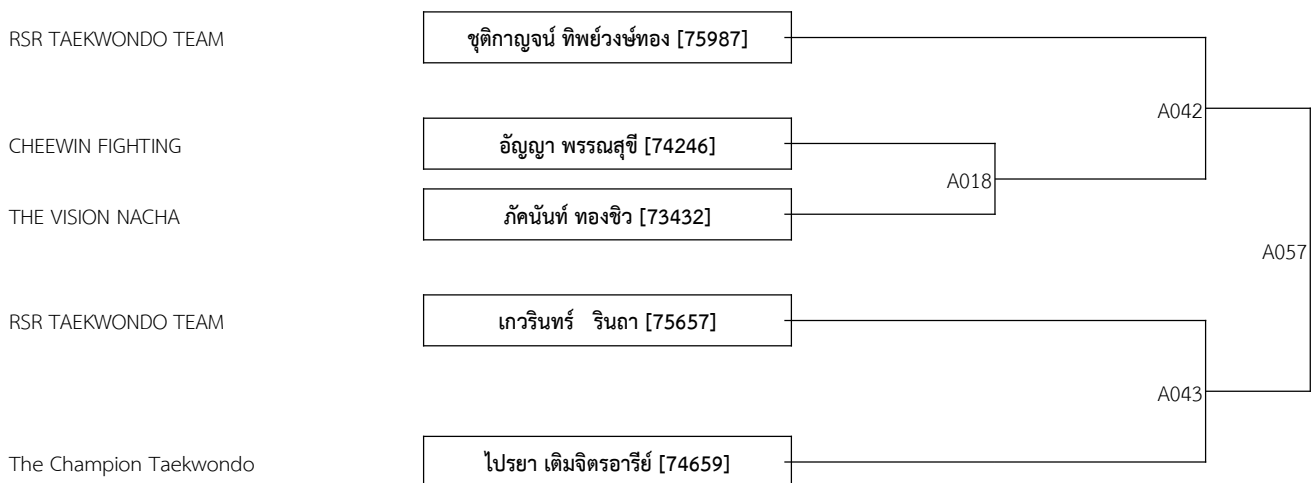 RSR TAEKWONDO TEAM ชุติกาญจน์ ทิพย์วงษ์ทอง [75987]
A042
CHEEWIN FIGHTING อัญญา พรรณสุขี [74246]
A018
THE VISION NACHA ภัคนันท์ ทองชิว [73432]
A057
RSR TAEKWONDO TEAM เกวรินทร์ รินถา [75657]
A043
The Champion Taekwondo ไปรยา เติมจิตรอารีย์ [74659]